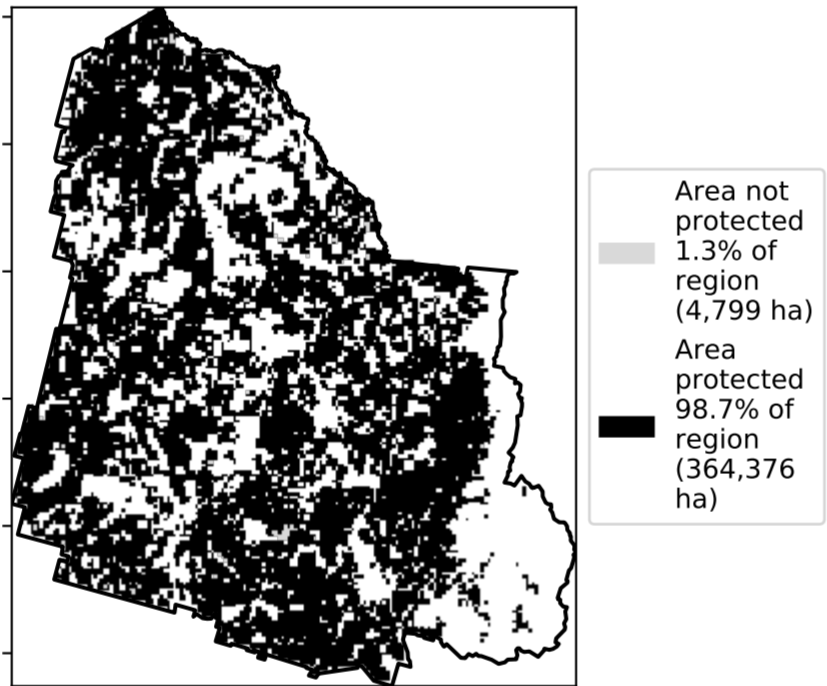 Area not
protected
1.3% of
region
(4,799 ha)
Area
protected
98.7% of
region
(364,376
ha)